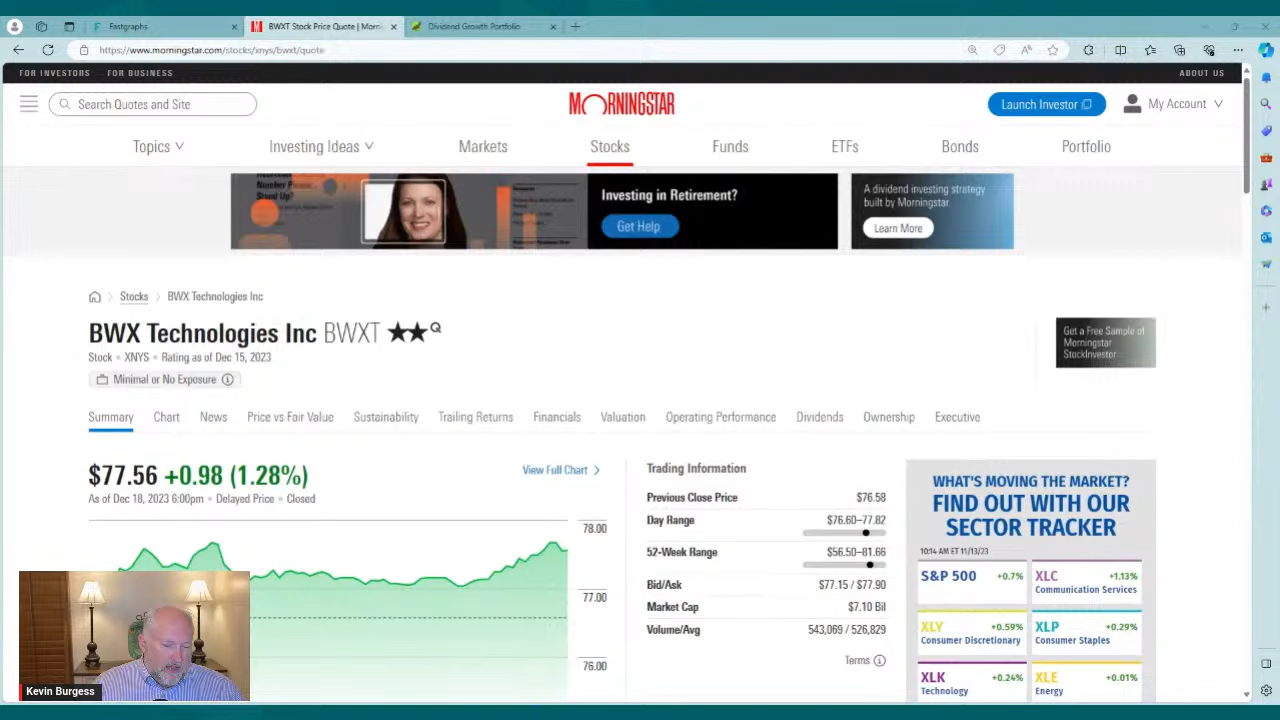 Fastgraphs
BWXT Stock Price Quote | Morn
Dividend Growth Portfolio
https://www.morningstar.com/stocks/xnys/bwxt/quote
FOR INVESTORS FOR BUSINESS
ABOUT US
Search Quotes and Site
MORNINGSTAR
Launch Investor
My Account
Topics
Investing Ideas
Markets
Stocks
Funds
ETFs
Bonds
Portfolio
Stand Up?
Investing in Retirement?
Get Help
A dividend investing strategy
built by Morningstar.
Learn More
Stocks
BWX Technologies Inc
BWX Technologies Inc BWXT ★★Q
Stock • XNYS • Rating as of Dec 15, 2023
Minimal or No Exposure
Get a Free Sample of
Morningstar
StockInvestor
Summary
Chart
News
Price vs Fair Value
Sustainability
Trailing Returns
Financials
Valuation
Operating Performance
Dividends
Ownership
Executive
$77.56 +0.98 (1.28%)
As of Dec 18, 2023 6:00pm • Delayed Price • Closed
View Full Chart
78.00
77.00
76.00
Trading Information
Previous Close Price $76.58
Day Range $76.60–77.82
52-Week Range $56.50–81.66
Bid/Ask $77.15 / $77.90
Market Cap $7.10 Bil
Volume/Avg 543,069 / 526,829
Terms
WHAT'S MOVING THE MARKET?
FIND OUT WITH OUR
SECTOR TRACKER
10:14 AM ET 11/13/23
S&P 500 +0.7%
XLC +1.13%
Communication Services
XLY +0.59%
Consumer Discretionary
XLP +0.29%
Consumer Staples
XLK +0.24%
Technology
XLE +0.01%
Energy
Kevin Burgess